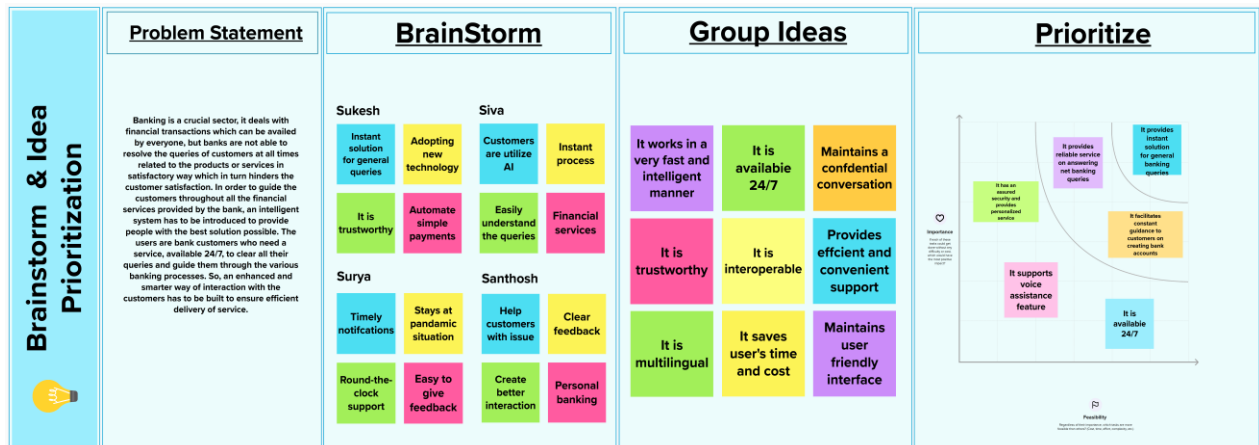 Brainstorm & Idea
Prioritization
Problem Statement
Banking is a crucial sector, it deals with
financial transactions which can be availed
by everyone, but banks are not able to
resolve the queries of customers at all times
related to the products or services in
satisfactory way which in turn hinders the
customer satisfaction. In order to guide the
customers throughout all the financial
services provided by the bank, an intelligent
system has to be introduced to provide
people with the best solution possible. The
users are bank customers who need a
service, available 24/7, to clear all their
queries and guide them through the various
banking processes. So, an enhanced and
smarter way of interaction with the
customers has to be built to ensure efficient
delivery of service.
BrainStorm
Sukesh
Instant
solution
for general
queries
Adopting
new
technology
It is
trustworthy
Automate
simple
payments
Siva
Customers
are utilize
AI
Instant
process
Easily
understand
the queries
Financial
services
Surya
Timely
notifcations
Stays at
pandamic
situation
Round-the-
clock
support
Easy to
give
feedback
Santhosh
Help
customers
with issue
Clear
feedback
Create
better
interaction
Personal
banking
Group Ideas
It works in a
very fast and
intelligent
manner
It is
available
24/7
Maintains a
confdential
conversation
It is
trustworthy
It is
interoperable
Provides
effcient and
convenient
support
It is
multilingual
It saves
user's time
and cost
Maintains
user
friendly
interface
Prioritize
It provides
reliable service
on answering
net banking
queries
It provides
instant
solution for
general
banking
queries
It has an
assured
security and
provides
personalized
service
It facilitates
constant
guidance to
customers on
creating bank
accounts
It supports
voice
assistance
feature
It is
available
24/7
Importance
Feasibility